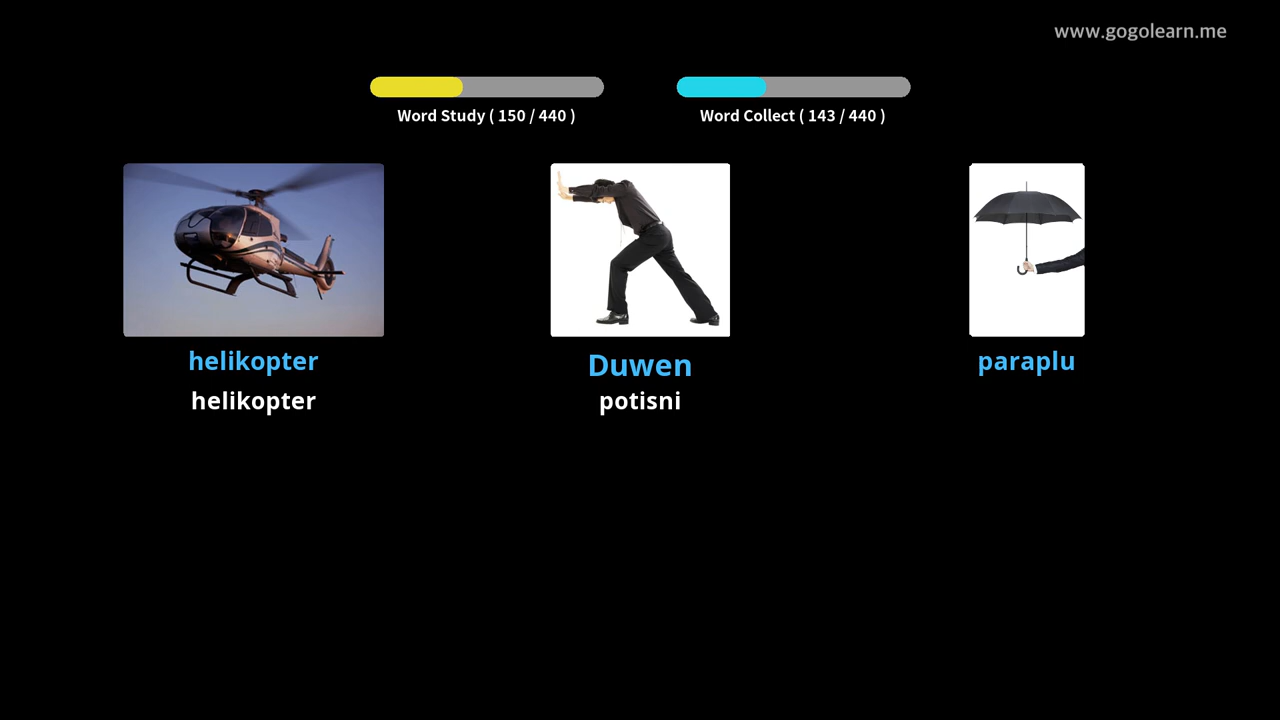 www.gogolearn.me
Word Study ( 150 / 440 )
Word Collect ( 143 / 440 )
helikopter
helikopter
Duwen
potisni
paraplu